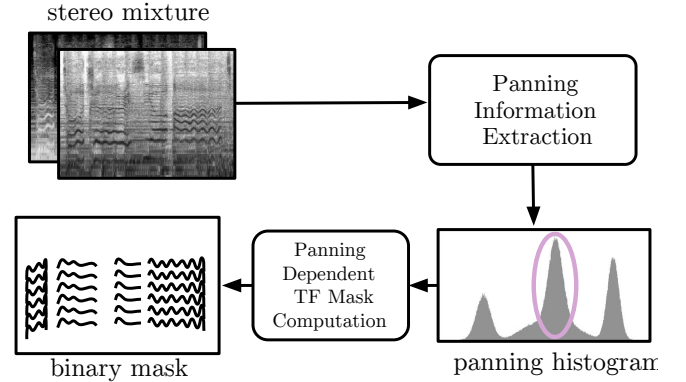 stereo mixture
Panning
Information
Extraction
Panning
Dependent
TF Mask
Computation
binary mask
panning histogram